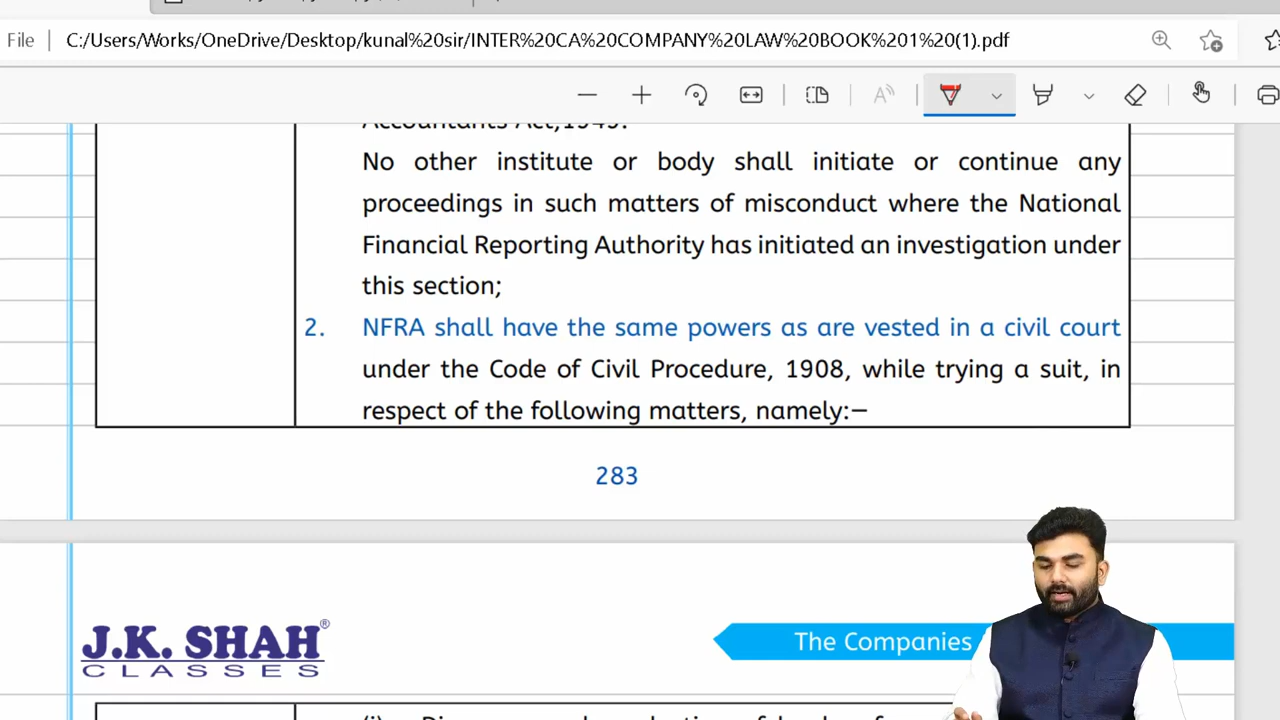 File
C:/Users/Works/OneDrive/Desktop/kunal%20sir/INTER%20CA%20COMPANY%20LAW%20BOOK%201%20(1).pdf
Accountants Act,1949.
No other institute or body shall initiate or continue any
proceedings in such matters of misconduct where the National
Financial Reporting Authority has initiated an investigation under
this section;
2. NFRA shall have the same powers as are vested in a civil court
under the Code of Civil Procedure, 1908, while trying a suit, in
respect of the following matters, namely:—
283
J.K. SHAH®
CLASSES
The Companies
(i)